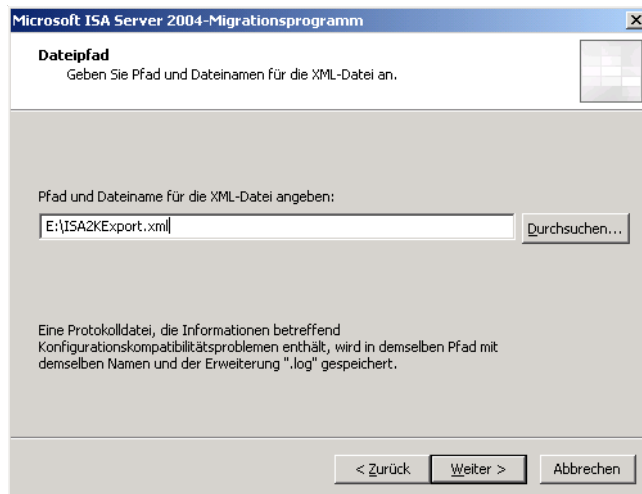 Microsoft ISA Server 2004-Migrationsprogramm
Dateipfad
Geben Sie Pfad und Dateinamen für die XML-Datei an.
Pfad und Dateiname für die XML-Datei angeben:
E:\ISA2KExport.xml
Durchsuchen...
Eine Protokolldatei, die Informationen betreffend
Konfigurationskompatibilitätsproblemen enthält, wird in demselben Pfad mit
demselben Namen und der Erweiterung ".log" gespeichert.
< Zurück
Weiter >
Abbrechen